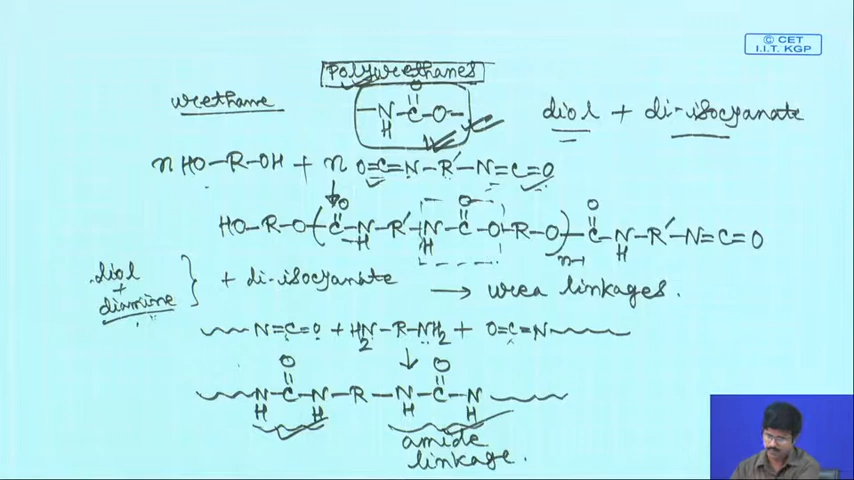 © CET
I.I.T. KGP
Polyurethanes
urethane
O
—N—C—O—
H
diol + di-isocyanate
n HO-R-OH + n O=C=N-R'-N=C=O
O O O
HO-R-O-(C-N-R'-N-C-O-R-O)n-1-C-N-R'-N=C=O
H H H
diol
+
diamine
} + di-isocyanate → urea linkages.
N=C=O + H2N-R-NH2 + O=C=N
O O
N-C-N-R-N-C-N
H H H H
amide
linkage.